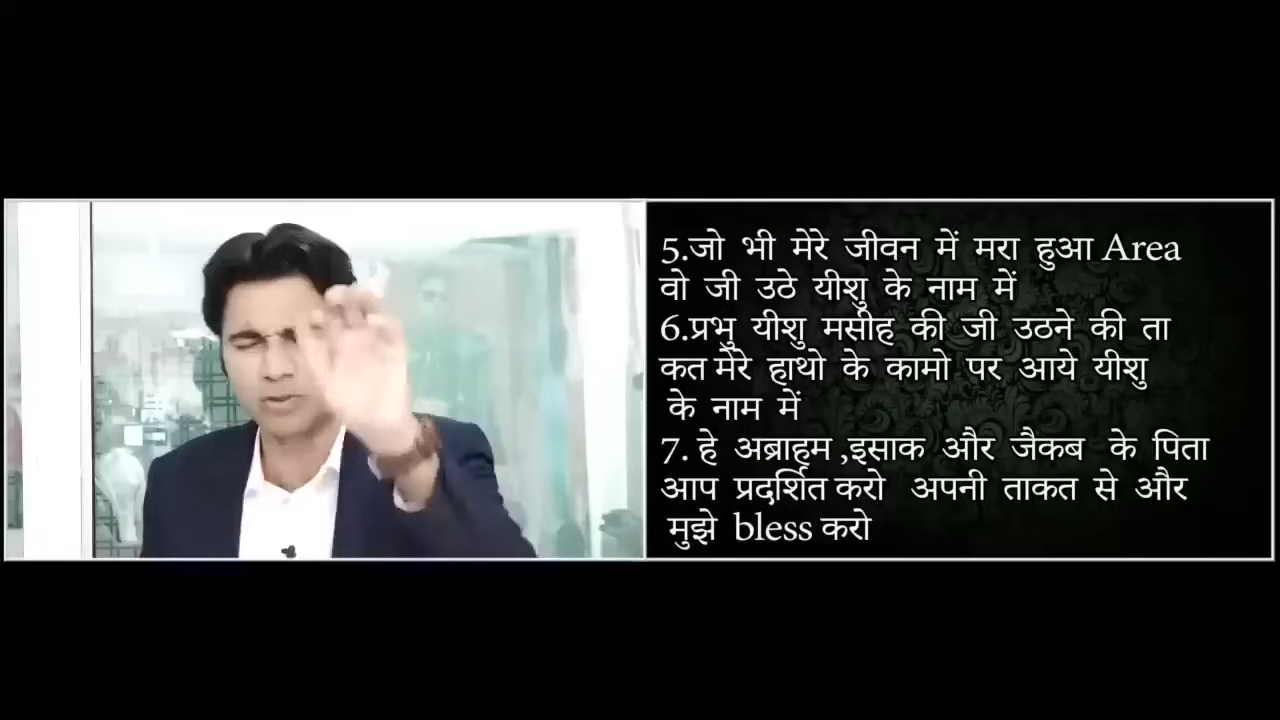 5.जो भी मेरे जीवन में मरा हुआ Area
वो जी उठे यीशु के नाम में
6.प्रभु यीशु मसीह की जी उठने की ता
कत मेरे हाथो के कामो पर आये यीशु
के नाम में
7. हे अब्राहम ,इसाक और जैकब के पिता
आप प्रदर्शित करो अपनी ताकत से और
मुझे bless करो